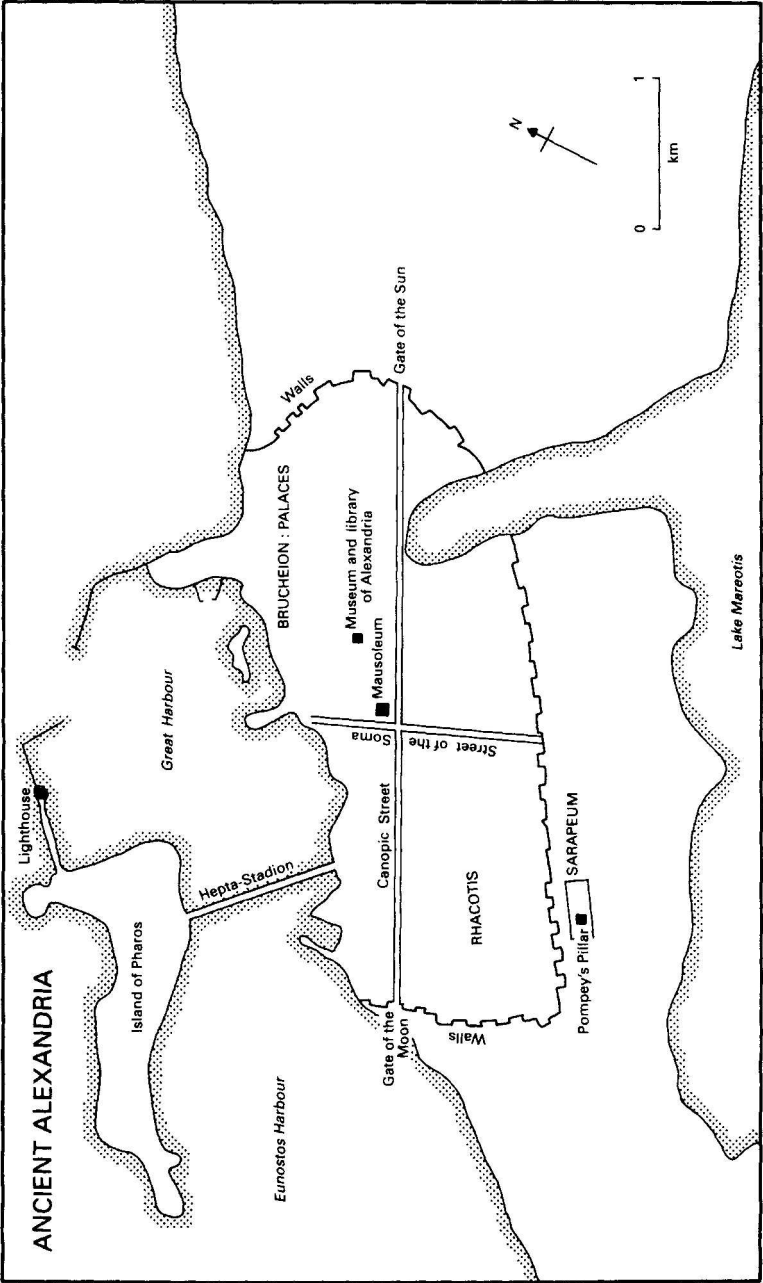 ANCIENT ALEXANDRIA
Lighthouse
Island of Pharos
Great Harbour
Hepta-Stadion
Eunostos Harbour
BRUCHEION : PALACES
Walls
Museum and library
of Alexandria
Mausoleum
Gate of the Sun
Canopic Street
Street of the Soma
Gate of the
Moon
Walls
RHACOTIS
SARAPEUM
Pompey's Pillar
Lake Mareotis
N
0
1
km